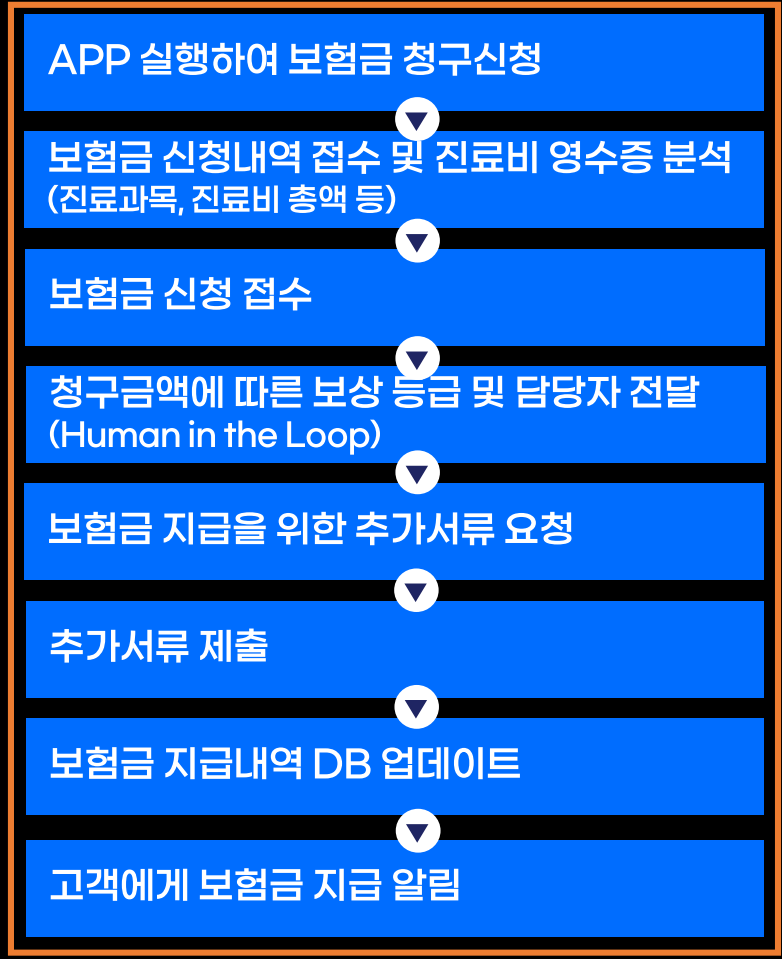 APP 실행하여 보험금 청구신청
보험금 신청내역 접수 및 진료비 영수증 분석
(진료과목, 진료비 총액 등)
보험금 신청 접수
청구금액에 따른 보상 등급 및 담당자 전달
(Human in the Loop)
보험금 지급을 위한 추가서류 요청
추가서류 제출
보험금 지급내역 DB 업데이트
고객에게 보험금 지급 알림